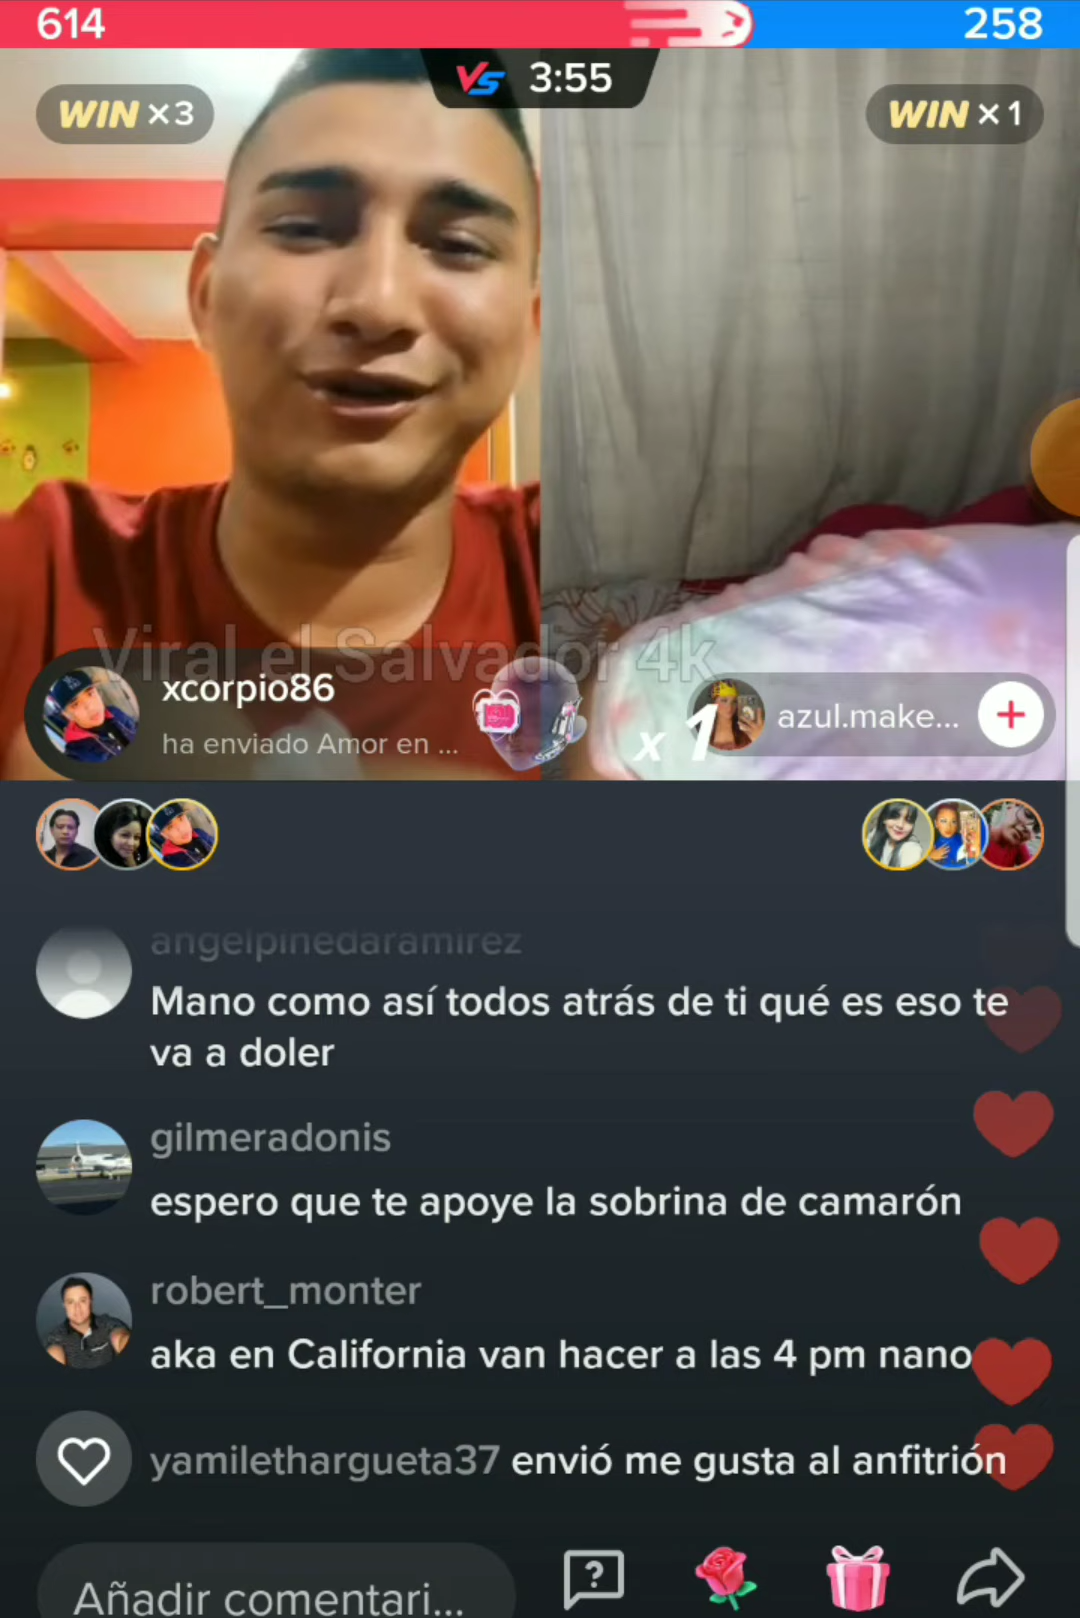 614
258
VS 3:55
WIN ×3
WIN ×1
Viral el Salvador 4k
xcorpio86
ha enviado Amor en ...
x 1
azul.make...
angelpinedaramirez
Mano como así todos atrás de ti qué es eso te
va a doler
gilmeradonis
espero que te apoye la sobrina de camarón
robert_monter
aka en California van hacer a las 4 pm nano
yamilethargueta37 envió me gusta al anfitrión
Añadir comentari...